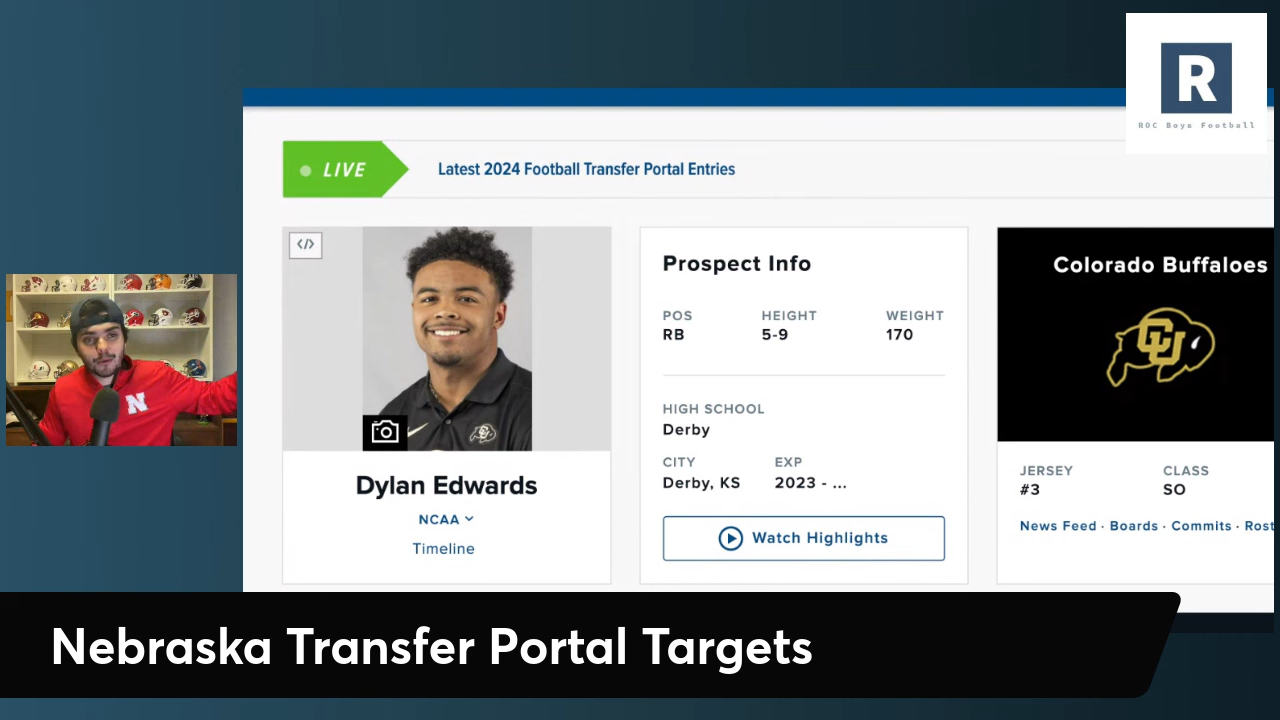 R
ROC Boys Football
LIVE
Latest 2024 Football Transfer Portal Entries
</>
Dylan Edwards
NCAA
Timeline
Prospect Info
POS HEIGHT WEIGHT
RB 5-9 170
HIGH SCHOOL
Derby
CITY EXP
Derby, KS 2023 - ...
Watch Highlights
Colorado Buffaloes
CU
JERSEY CLASS
#3 SO
News Feed · Boards · Commits · Rost
N
Nebraska Transfer Portal Targets